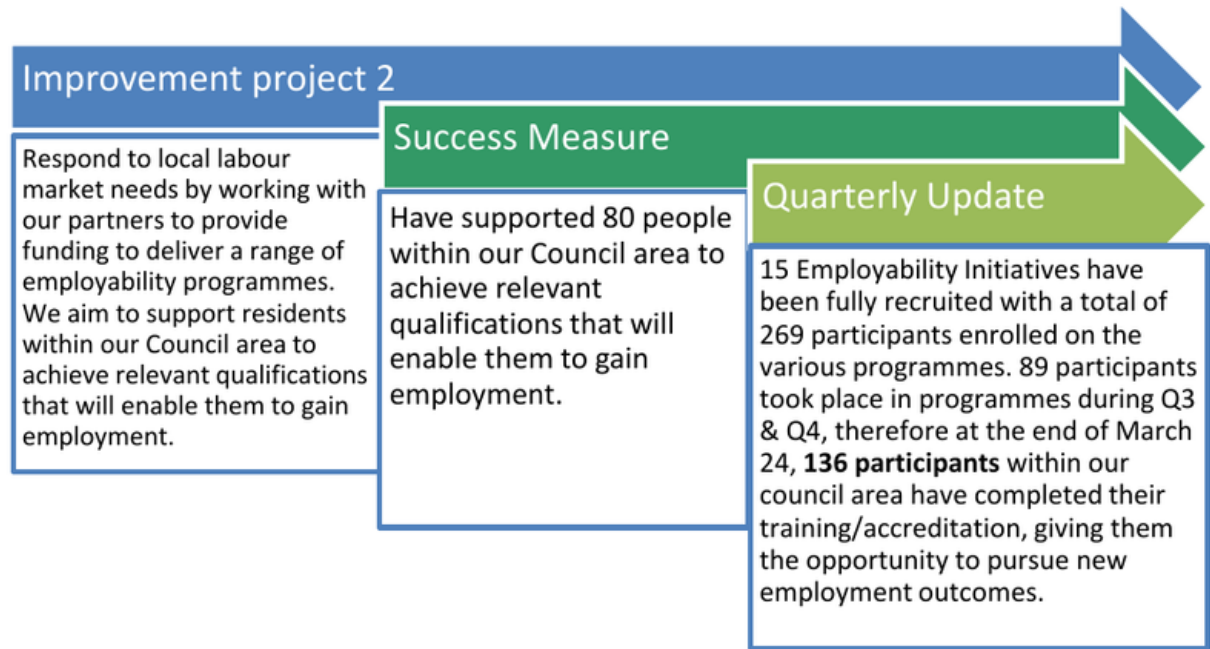 Improvement project 2
Respond to local labour
market needs by working with
our partners to provide
funding to deliver a range of
employability programmes.
We aim to support residents
within our Council area to
achieve relevant qualifications
that will enable them to gain
employment.
Success Measure
Have supported 80 people
within our Council area to
achieve relevant
qualifications that will
enable them to gain
employment.
Quarterly Update
15 Employability Initiatives have
been fully recruited with a total of
269 participants enrolled on the
various programmes. 89 participants
took place in programmes during Q3
& Q4, therefore at the end of March
24, 136 participants within our
council area have completed their
training/accreditation, giving them
the opportunity to pursue new
employment outcomes.